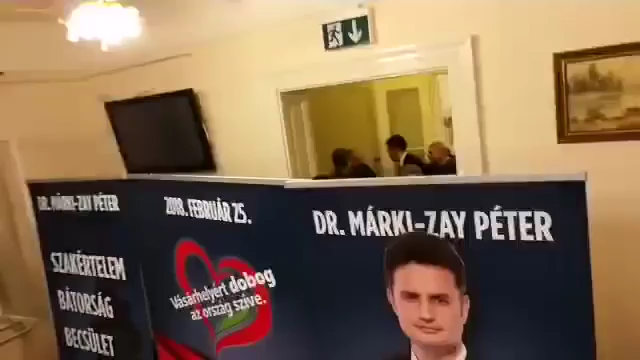 DR. MÁRKI-ZAY PÉTER
SZAKÉRTELEM
BÁTORSÁG
BECSÜLET
2018. FEBRUÁR 25.
Vásárhelyért dobog
az ország szíve.
DR. MÁRKI-ZAY PÉTER